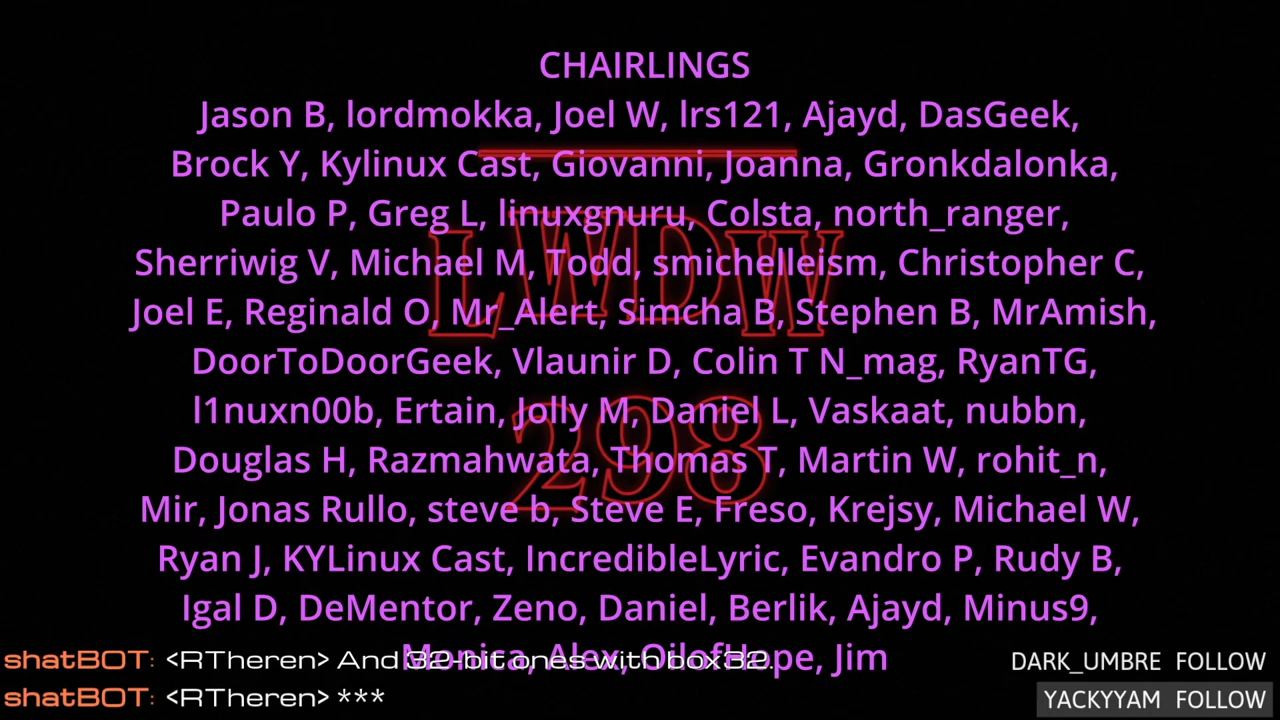 CHAIRLINGS
Jason B, lordmokka, Joel W, lrs121, Ajayd, DasGeek,
Brock Y, Kylinux Cast, Giovanni, Joanna, Gronkdalonka,
Paulo P, Greg L, linuxgnuru, Colsta, north_ranger,
Sherriwig V, Michael M, Todd, smichelleism, Christopher C,
Joel E, Reginald O, Mr_Alert, Simcha B, Stephen B, MrAmish,
DoorToDoorGeek, Vlaunir D, Colin T N_mag, RyanTG,
l1nuxn00b, Ertain, Jolly M, Daniel L, Vaskaat, nubbn,
Douglas H, Razmahwata, Thomas T, Martin W, rohit_n,
Mir, Jonas Rullo, steve b, Steve E, Freso, Krejsy, Michael W,
Ryan J, KYLinux Cast, IncredibleLyric, Evandro P, Rudy B,
Igal D, DeMentor, Zeno, Daniel, Berlik, Ajayd, Minus9,
Monica, Alex, OilofHope, Jim
LWDW
298
shatBOT: <RTheren> And 32-bit ones with box32.
shatBOT: <RTheren> ***
DARK_UMBRE FOLLOW
YACKYYAM FOLLOW